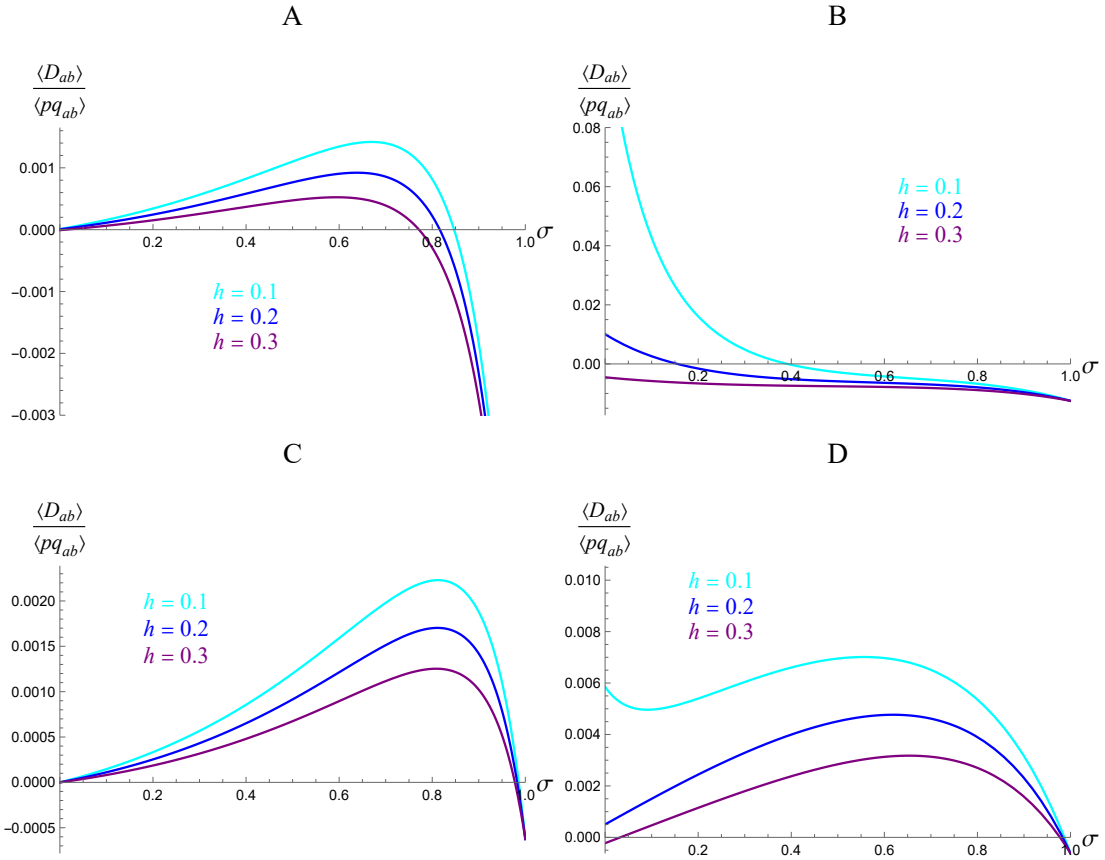 A
⟨D_ab⟩
⟨pq_ab⟩
0.001
0.000
−0.001
−0.002
−0.003
0.2 0.4 0.6 0.8 1.0 σ
h = 0.1
h = 0.2
h = 0.3
B
⟨D_ab⟩
⟨pq_ab⟩
0.08
0.06
0.04
0.02
0.00
0.2 0.4 0.6 0.8 1.0 σ
h = 0.1
h = 0.2
h = 0.3
C
⟨D_ab⟩
⟨pq_ab⟩
0.0020
0.0015
0.0010
0.0005
0.0000
−0.0005
0.2 0.4 0.6 0.8 1.0 σ
h = 0.1
h = 0.2
h = 0.3
D
⟨D_ab⟩
⟨pq_ab⟩
0.010
0.008
0.006
0.004
0.002
0.000
0.2 0.4 0.6 0.8 1.0 σ
h = 0.1
h = 0.2
h = 0.3